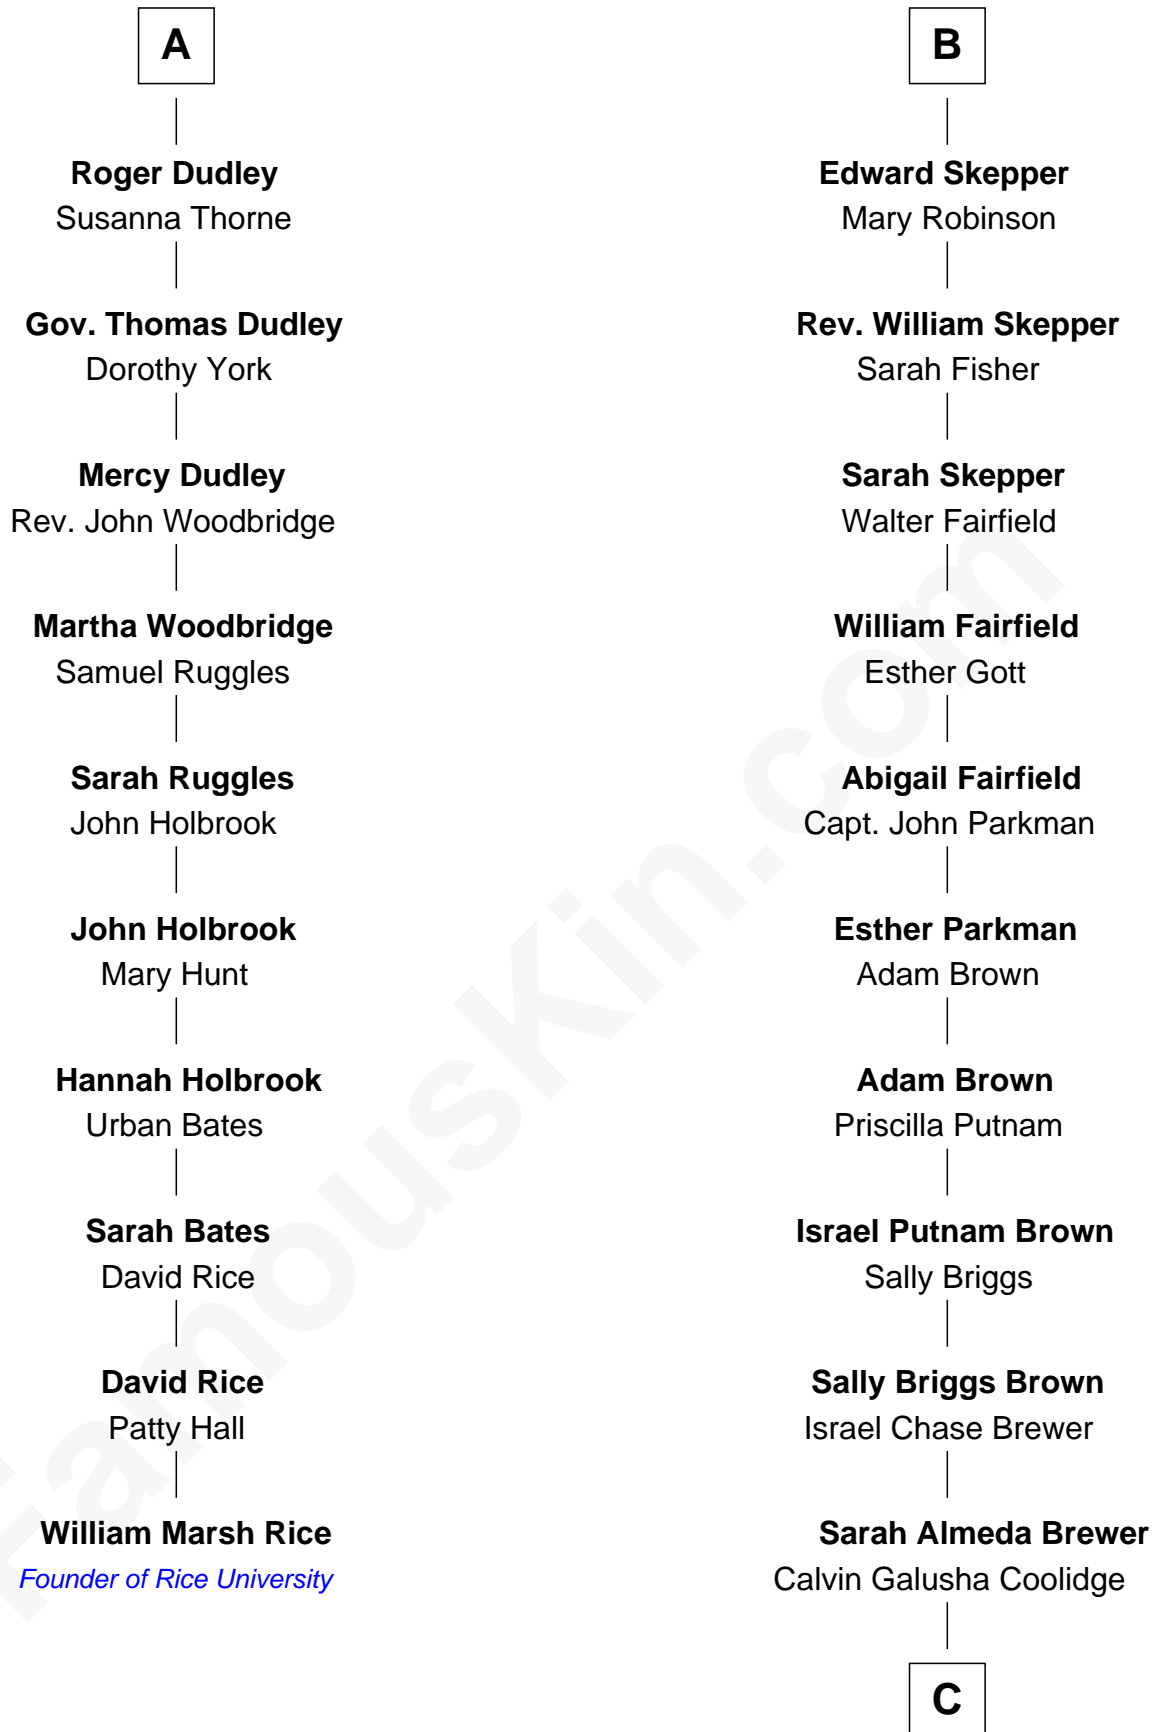 A
Roger Dudley
Susanna Thorne
Gov. Thomas Dudley
Dorothy York
Mercy Dudley
Rev. John Woodbridge
Martha Woodbridge
Samuel Ruggles
Sarah Ruggles
John Holbrook
John Holbrook
Mary Hunt
Hannah Holbrook
Urban Bates
Sarah Bates
David Rice
David Rice
Patty Hall
William Marsh Rice
Founder of Rice University
B
Edward Skepper
Mary Robinson
Rev. William Skepper
Sarah Fisher
Sarah Skepper
Walter Fairfield
William Fairfield
Esther Gott
Abigail Fairfield
Capt. John Parkman
Esther Parkman
Adam Brown
Adam Brown
Priscilla Putnam
Israel Putnam Brown
Sally Briggs
Sally Briggs Brown
Israel Chase Brewer
Sarah Almeda Brewer
Calvin Galusha Coolidge
C
FamousKin.com